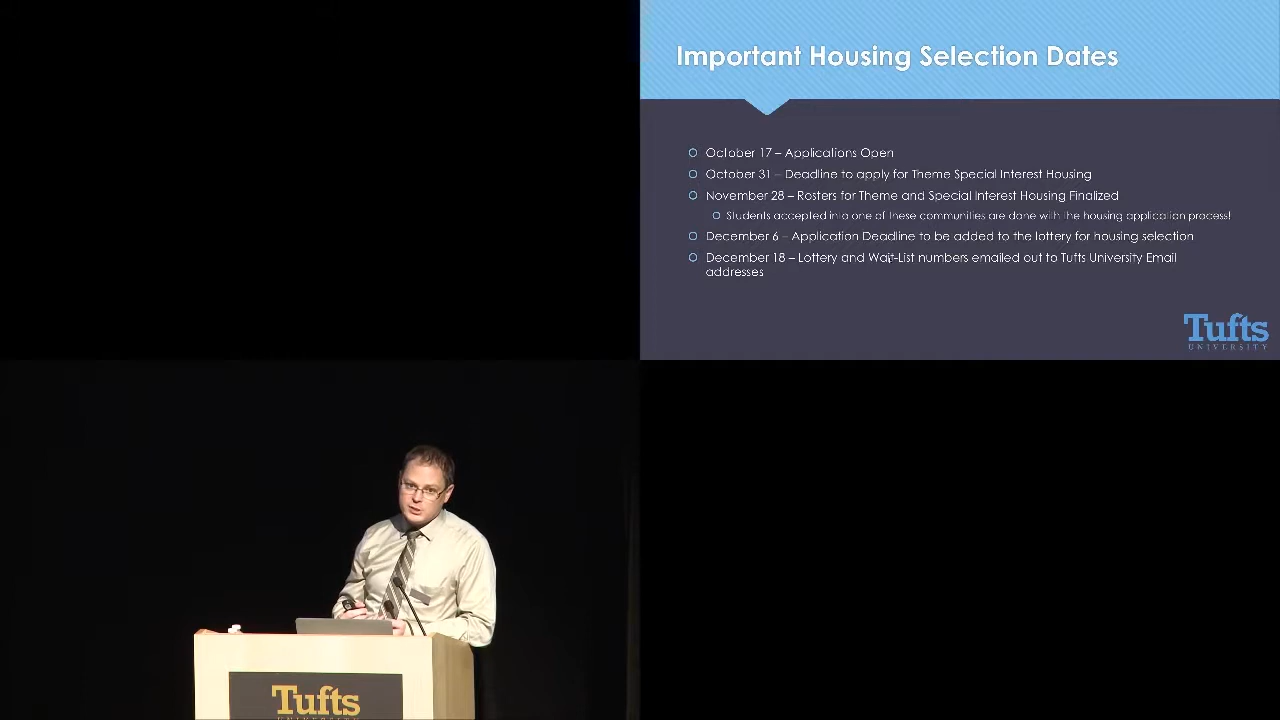 Important Housing Selection Dates
October 17 – Applications Open
October 31 – Deadline to apply for Theme Special Interest Housing
November 28 – Rosters for Theme and Special Interest Housing Finalized
Students accepted into one of these communities are done with the housing application process!
December 6 – Application Deadline to be added to the lottery for housing selection
December 18 – Lottery and Wait-List numbers emailed out to Tufts University Email
addresses
Tufts
UNIVERSITY
Tufts
UNIVERSITY